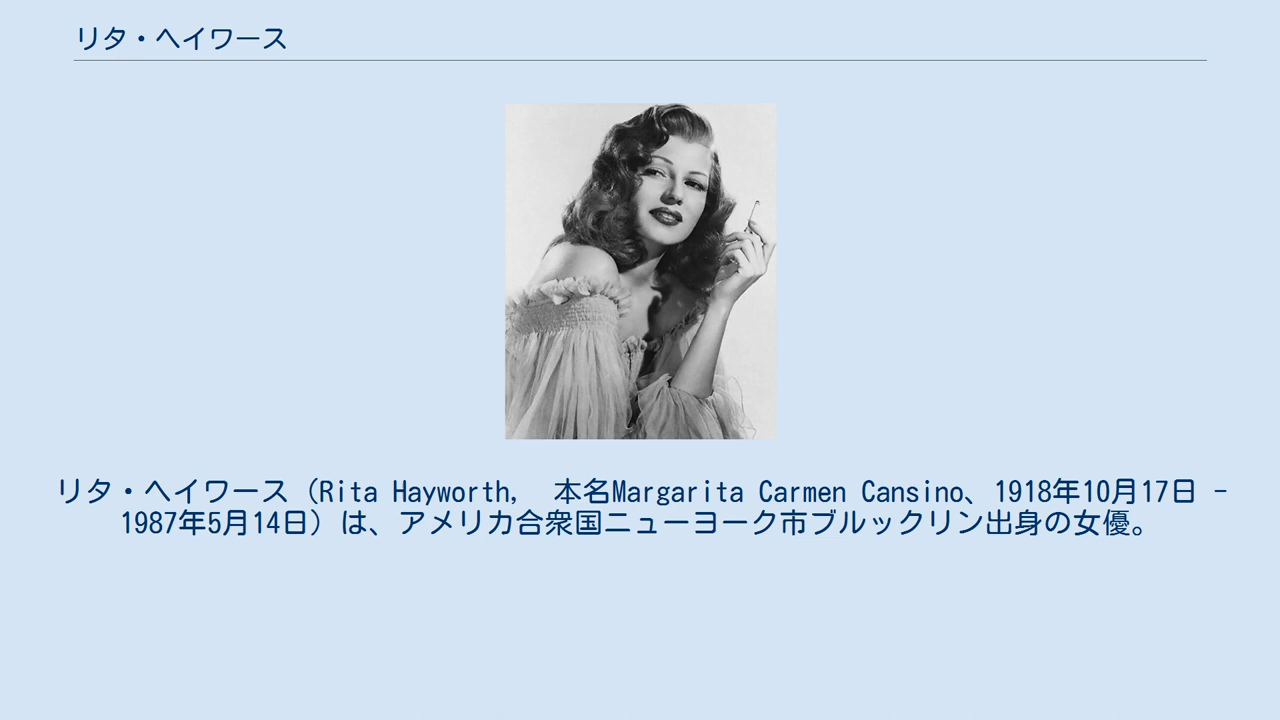 リタ・ヘイワース
リタ・ヘイワース（Rita Hayworth,　本名Margarita Carmen Cansino、1918年10月17日 -
1987年5月14日）は、アメリカ合衆国ニューヨーク市ブルックリン出身の女優。